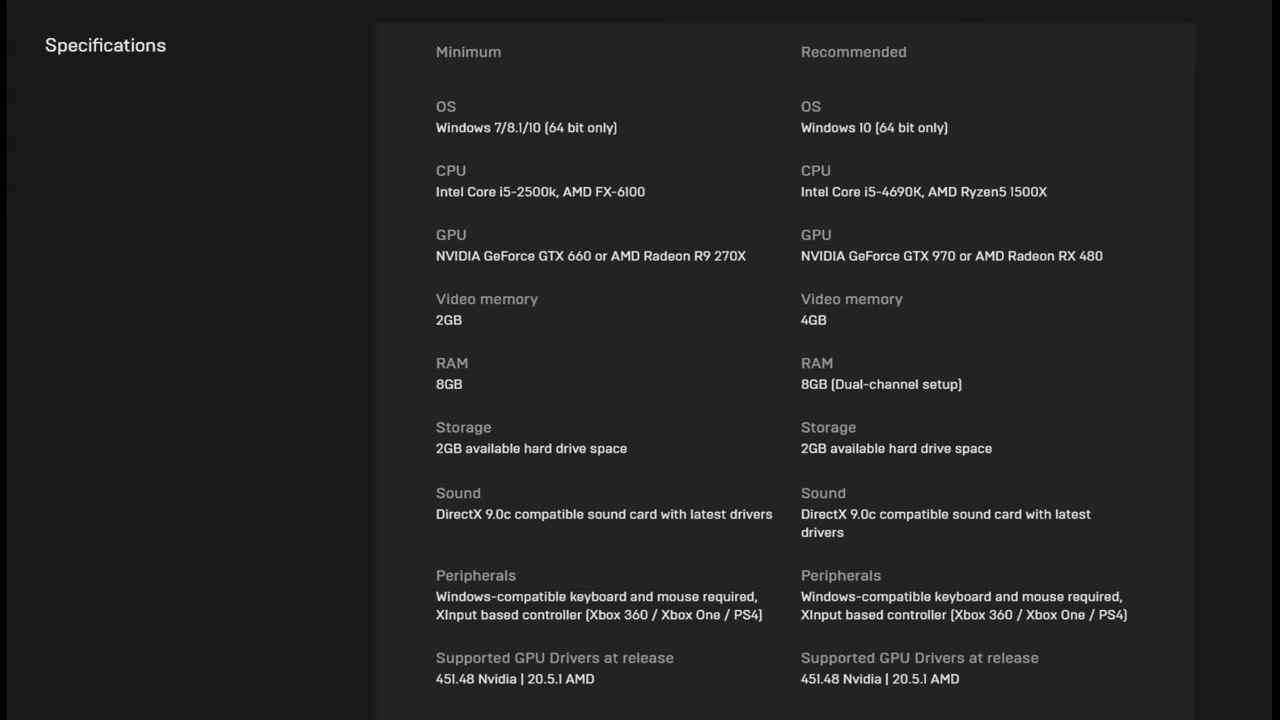 Specifications
Minimum
OS
Windows 7/8.1/10 (64 bit only)
CPU
Intel Core i5-2500k, AMD FX-6100
GPU
NVIDIA GeForce GTX 660 or AMD Radeon R9 270X
Video memory
2GB
RAM
8GB
Storage
2GB available hard drive space
Sound
DirectX 9.0c compatible sound card with latest drivers
Peripherals
Windows-compatible keyboard and mouse required,
XInput based controller (Xbox 360 / Xbox One / PS4)
Supported GPU Drivers at release
451.48 Nvidia | 20.5.1 AMD
Recommended
OS
Windows 10 (64 bit only)
CPU
Intel Core i5-4690K, AMD Ryzen5 1500X
GPU
NVIDIA GeForce GTX 970 or AMD Radeon RX 480
Video memory
4GB
RAM
8GB (Dual-channel setup)
Storage
2GB available hard drive space
Sound
DirectX 9.0c compatible sound card with latest
drivers
Peripherals
Windows-compatible keyboard and mouse required,
XInput based controller (Xbox 360 / Xbox One / PS4)
Supported GPU Drivers at release
451.48 Nvidia | 20.5.1 AMD